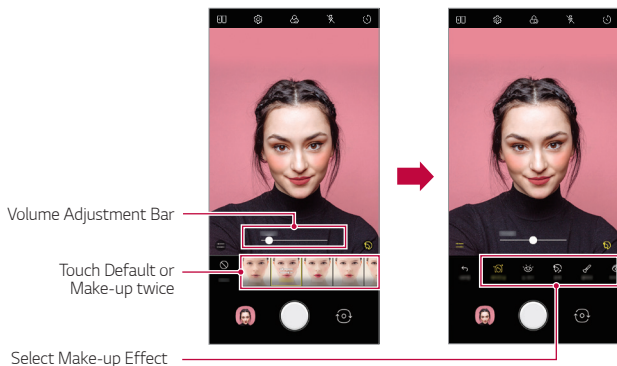 Volume Adjustment Bar
Touch Default or
Make-up twice
Select Make-up Effect